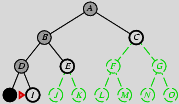 A
B C
D E F G
I J K L M N O